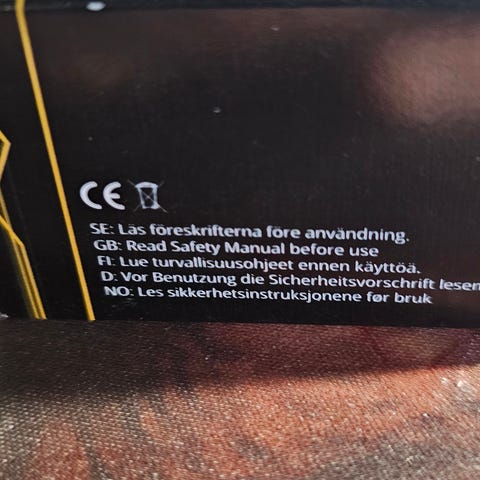 CE
SE: Läs föreskrifterna före användning.
GB: Read Safety Manual before use
FI: Lue turvallisuusohjeet ennen käyttöä.
D: Vor Benutzung die Sicherheitsvorschrift lesen
NO: Les sikkerhetsinstruksjonene før bruk